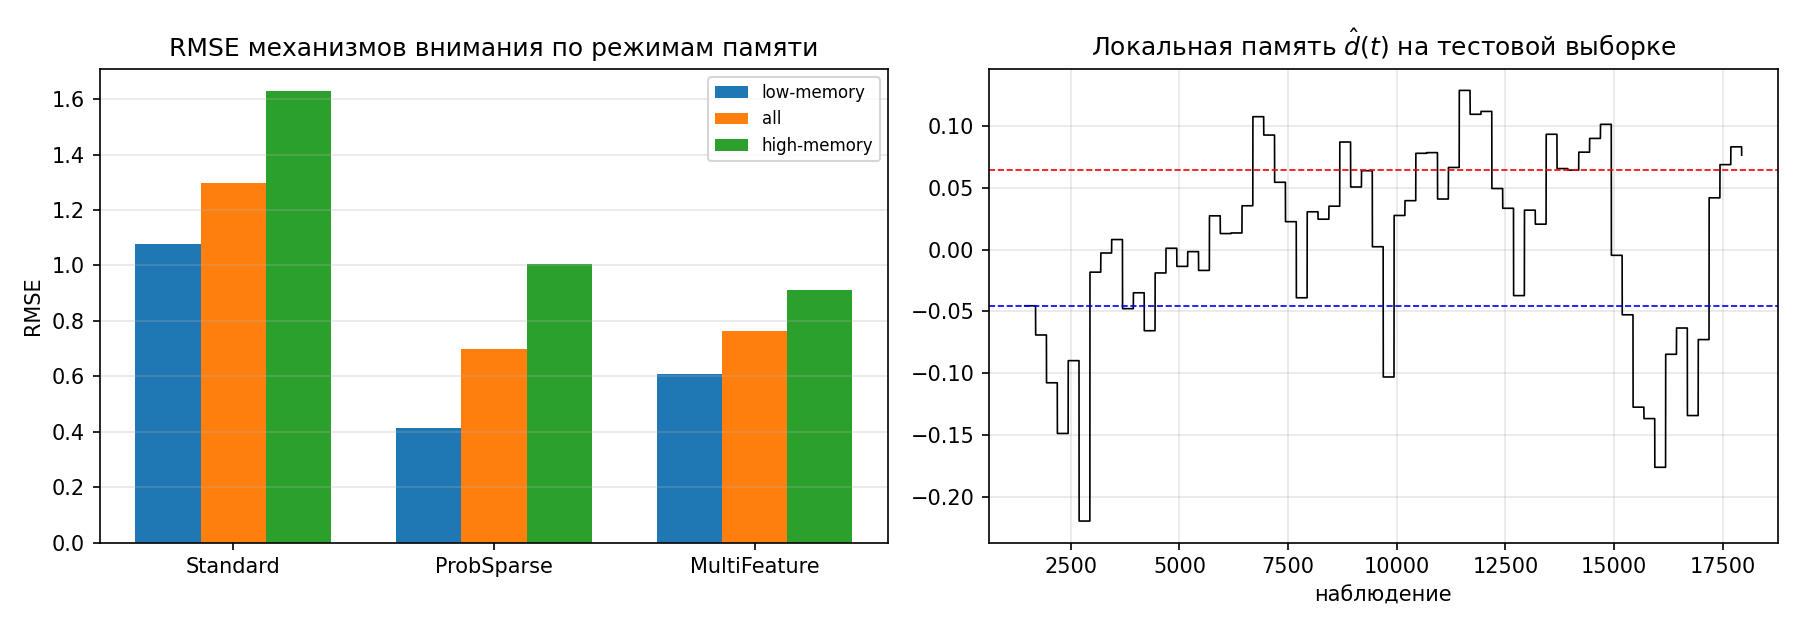 RMSE механизмов внимания по режимам памяти
RMSE
1.6
1.4
1.2
1.0
0.8
0.6
0.4
0.2
0.0
low-memory
all
high-memory
Standard ProbSparse MultiFeature
Локальная память d̂(t) на тестовой выборке
0.10
0.05
0.00
−0.05
−0.10
−0.15
−0.20
2500 5000 7500 10000 12500 15000 17500
наблюдение